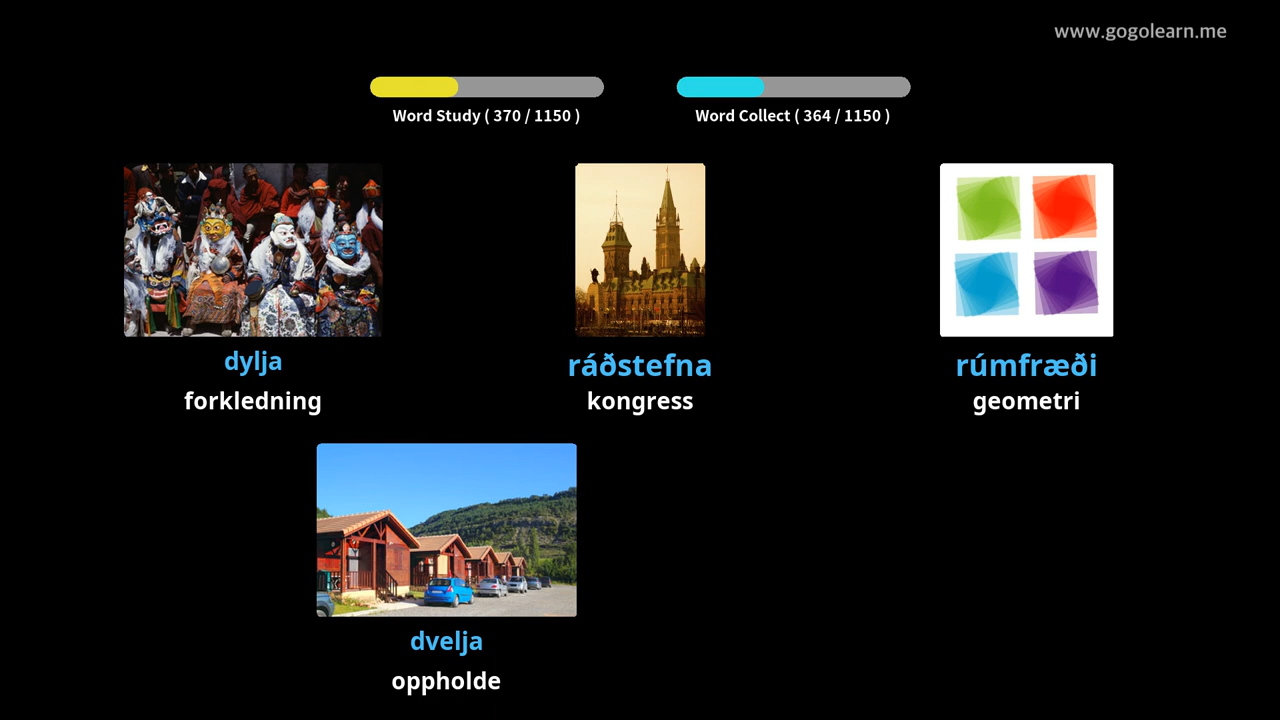 www.gogolearn.me
Word Study ( 370 / 1150 )
Word Collect ( 364 / 1150 )
dylja
forkledning
ráðstefna
kongress
rúmfræði
geometri
dvelja
oppholde